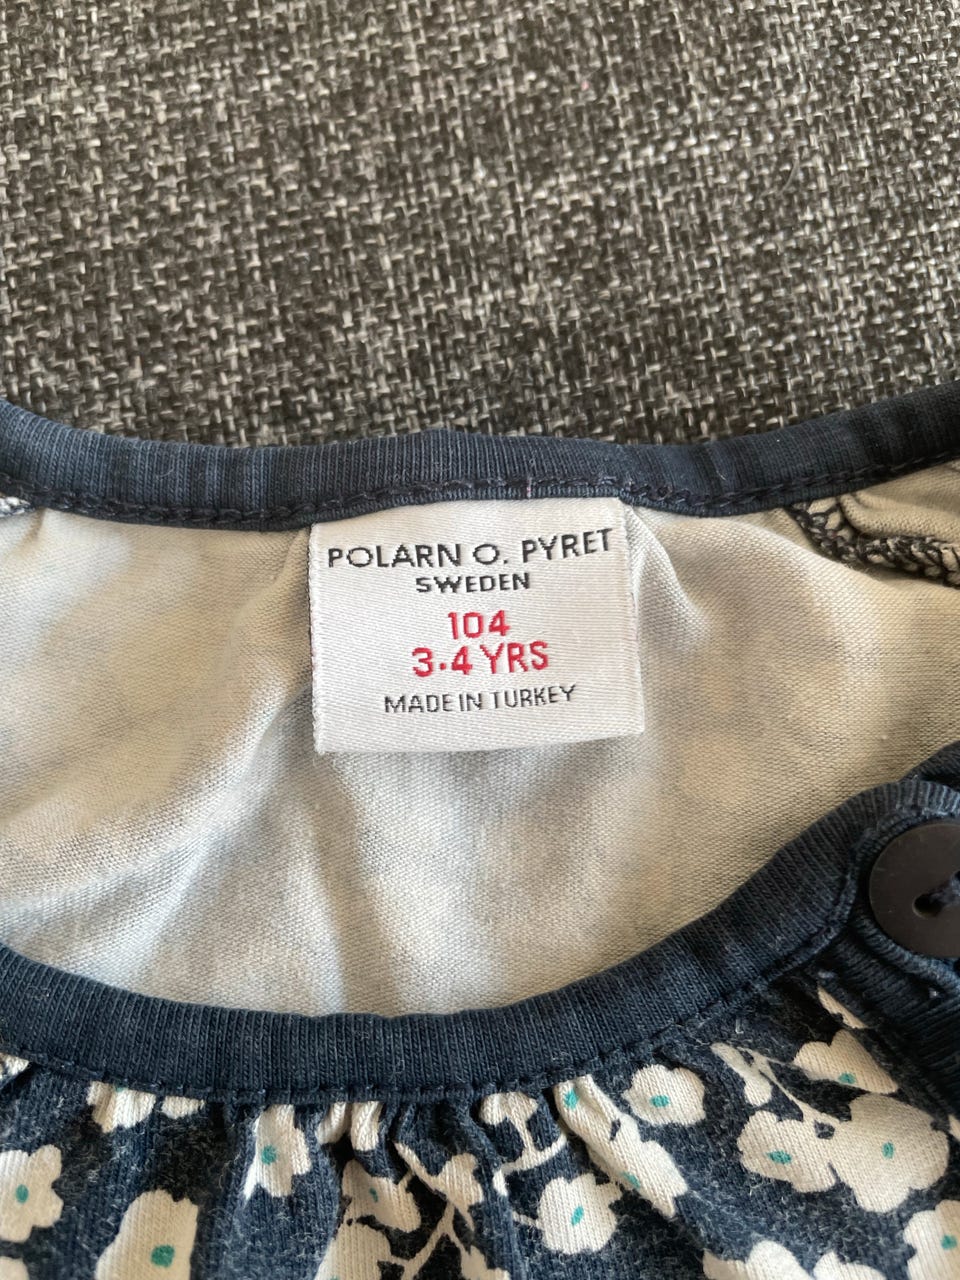 POLARN O. PYRET
SWEDEN
104
3-4 YRS
MADE IN TURKEY